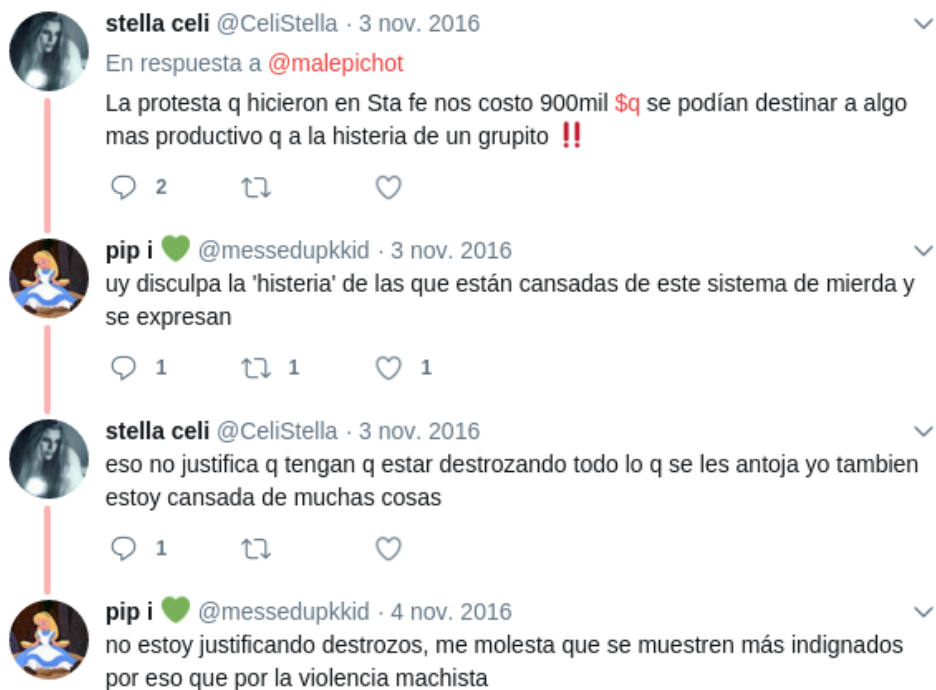 stella celi @CeliStella · 3 nov. 2016
En respuesta a @malepichot
La protesta q hicieron en Sta fe nos costo 900mil $q se podían destinar a algo
mas productivo q a la histeria de un grupito ‼
2
pip i 💚 @messedupkkid · 3 nov. 2016
uy disculpa la 'histeria' de las que están cansadas de este sistema de mierda y
se expresan
1 1 1
stella celi @CeliStella · 3 nov. 2016
eso no justifica q tengan q estar destrozando todo lo q se les antoja yo tambien
estoy cansada de muchas cosas
1
pip i 💚 @messedupkkid · 4 nov. 2016
no estoy justificando destrozos, me molesta que se muestren más indignados
por eso que por la violencia machista